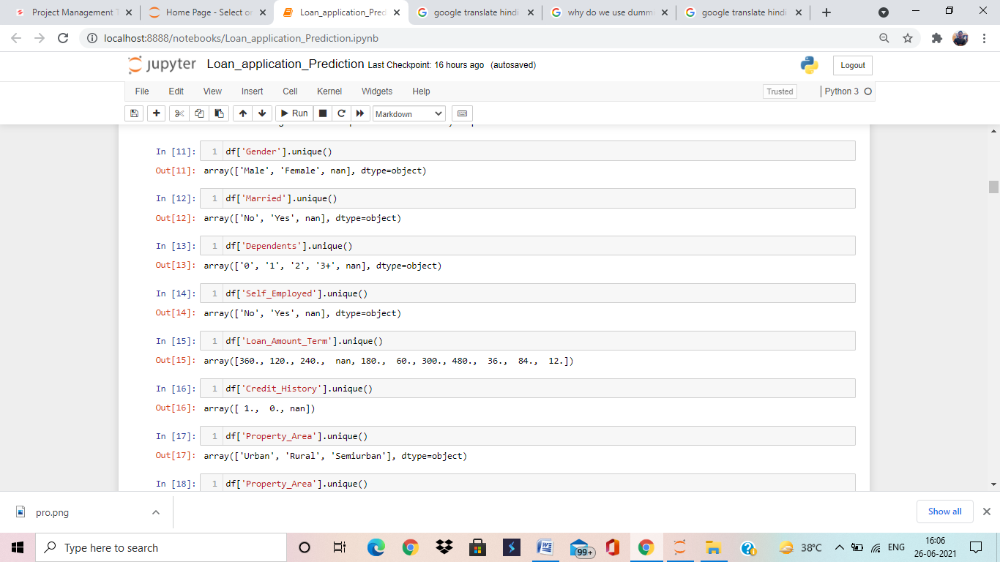 Project Management T
Home Page - Select or
Loan_application_Pred
google translate hindi
why do we use dumm
google translate hindi
localhost:8888/notebooks/Loan_application_Prediction.ipynb
jupyter Loan_application_Prediction Last Checkpoint: 16 hours ago (autosaved)
Logout
File Edit View Insert Cell Kernel Widgets Help
Trusted
Python 3
Run
Markdown
In [11]: 1 df['Gender'].unique()
Out[11]: array(['Male', 'Female', nan], dtype=object)
In [12]: 1 df['Married'].unique()
Out[12]: array(['No', 'Yes', nan], dtype=object)
In [13]: 1 df['Dependents'].unique()
Out[13]: array(['0', '1', '2', '3+', nan], dtype=object)
In [14]: 1 df['Self_Employed'].unique()
Out[14]: array(['No', 'Yes', nan], dtype=object)
In [15]: 1 df['Loan_Amount_Term'].unique()
Out[15]: array([360., 120., 240.,  nan, 180.,  60., 300., 480.,  36.,  84.,  12.])
In [16]: 1 df['Credit_History'].unique()
Out[16]: array([ 1.,  0., nan])
In [17]: 1 df['Property_Area'].unique()
Out[17]: array(['Urban', 'Rural', 'Semiurban'], dtype=object)
In [18]: 1 df['Property_Area'].unique()
pro.png
Show all
Type here to search
99+
38°C
ENG
16:06
26-06-2021